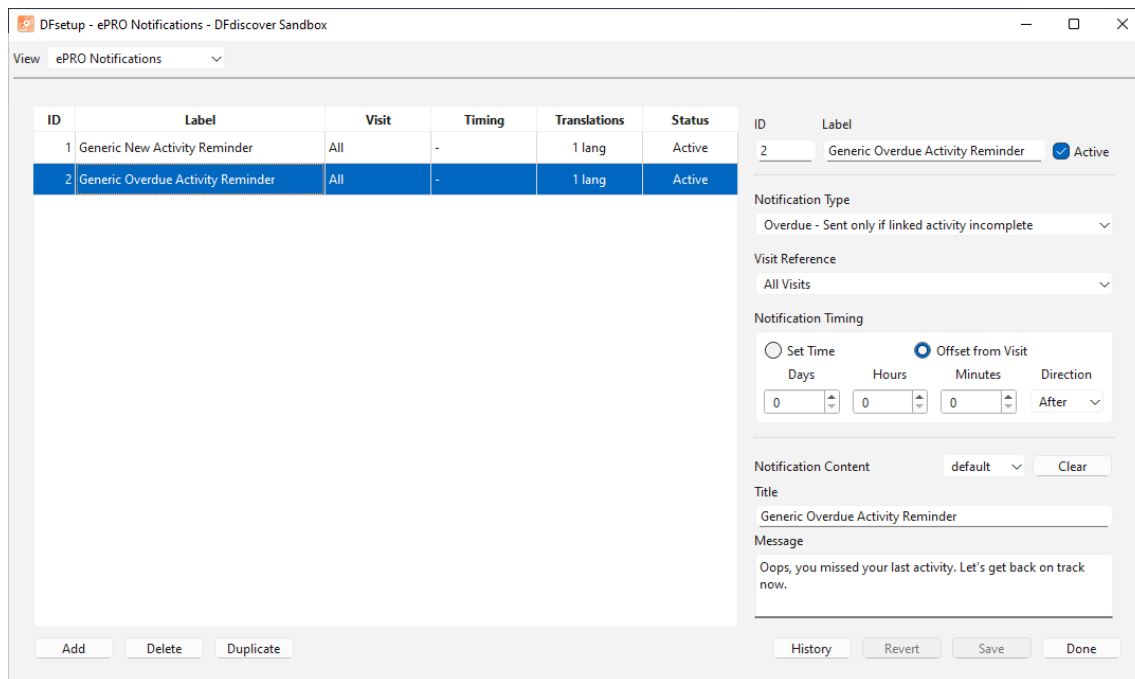 DFsetup - ePRO Notifications - DFdiscover Sandbox
View ePRO Notifications
ID Label Visit Timing Translations Status
1 Generic New Activity Reminder All - 1 lang Active
2 Generic Overdue Activity Reminder All - 1 lang Active
ID Label
2 Generic Overdue Activity Reminder Active
Notification Type
Overdue - Sent only if linked activity incomplete
Visit Reference
All Visits
Notification Timing
Set Time Offset from Visit
Days Hours Minutes Direction
0 0 0 After
Notification Content default Clear
Title
Generic Overdue Activity Reminder
Message
Oops, you missed your last activity. Let's get back on track
now.
Add Delete Duplicate History Revert Save Done